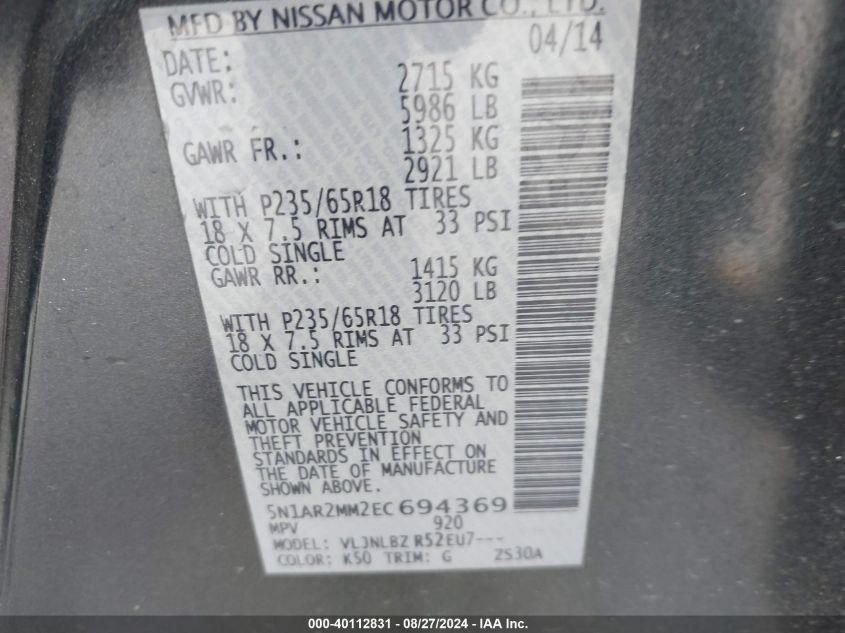 MFD BY NISSAN MOTOR CO., LTD.
DATE: 04/14
GVWR: 2715 KG
5986 LB
GAWR FR.: 1325 KG
2921 LB
WITH P235/65R18 TIRES
18 X 7.5 RIMS AT 33 PSI
COLD SINGLE
GAWR RR.: 1415 KG
3120 LB
WITH P235/65R18 TIRES
18 X 7.5 RIMS AT 33 PSI
COLD SINGLE
THIS VEHICLE CONFORMS TO
ALL APPLICABLE FEDERAL
MOTOR VEHICLE SAFETY AND
THEFT PREVENTION
STANDARDS IN EFFECT ON
THE DATE OF MANUFACTURE
SHOWN ABOVE.
5N1AR2MM2EC694369
MPV 920
MODEL: VLJNLBZ R52EU7---
COLOR: K50 TRIM: G ZS30A
000-40112831 - 08/27/2024 - IAA Inc.